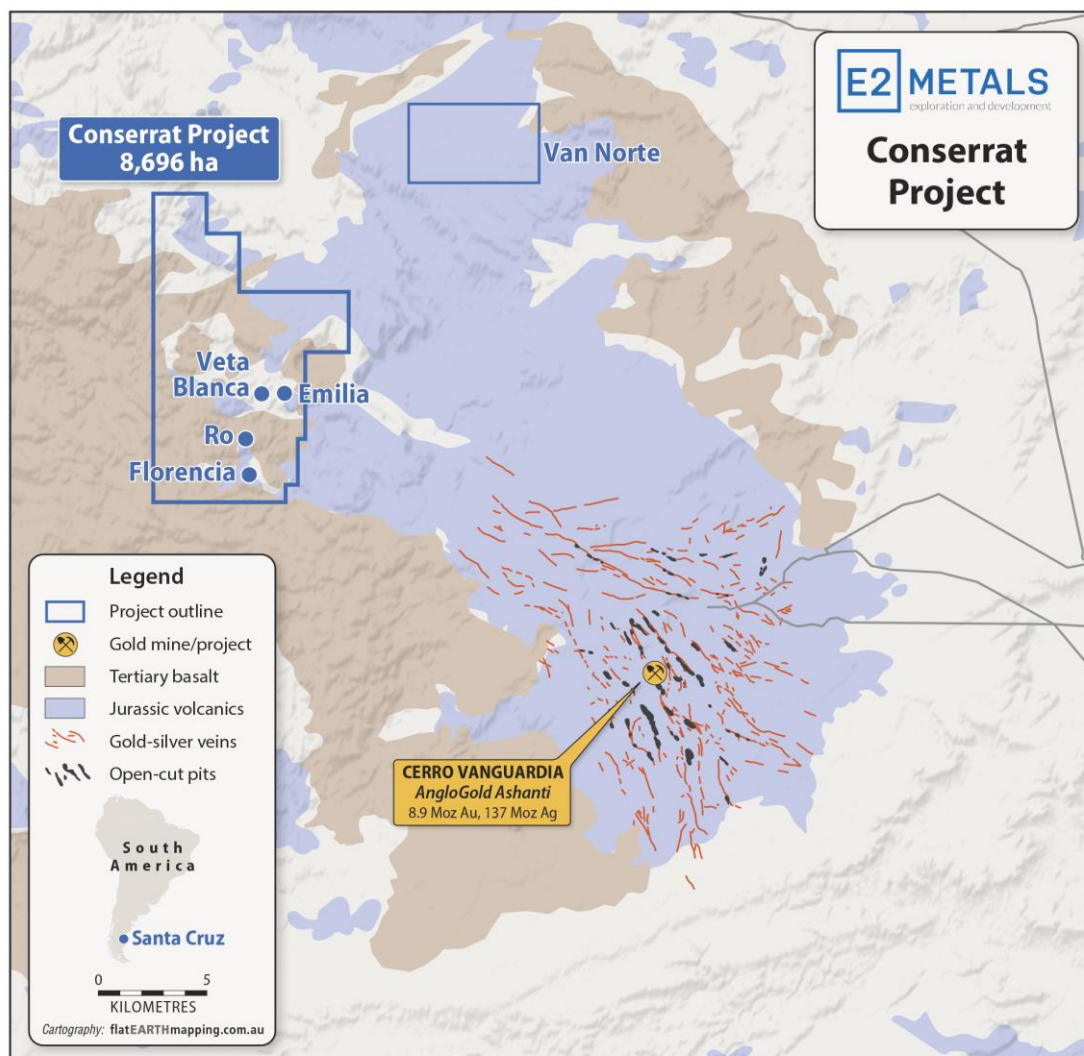 E2 METALS
exploration and development
Conserrat
Project
Conserrat Project
8,696 ha
Van Norte
Veta
Blanca
Emilia
Ro
Florencia
Legend
Project outline
Gold mine/project
Tertiary basalt
Jurassic volcanics
Gold-silver veins
Open-cut pits
South
America
Santa Cruz
0 5
KILOMETRES
Cartography: flatEARTHmapping.com.au
CERRO VANGUARDIA
AngloGold Ashanti
8.9 Moz Au, 137 Moz Ag